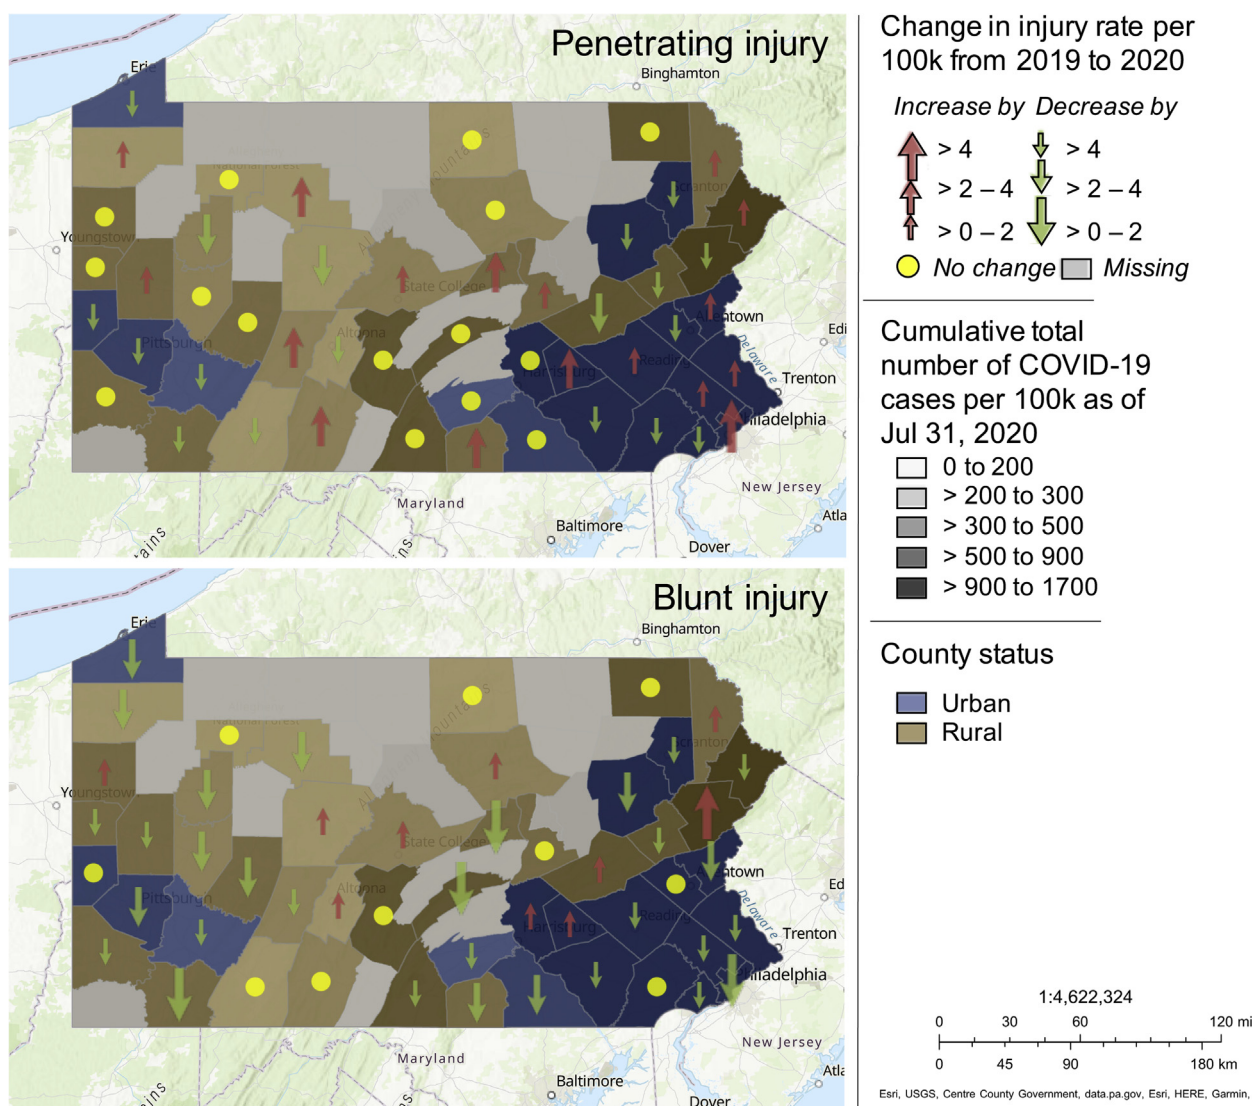 Penetrating injury
Erie
Binghamton
Youngstown
Scranton
State College
Pittsburgh
Altoona
Harrisburg
Reading
Allentown
Edi
Delaware
Trenton
Philadelphia
New Jersey
Maryland
Baltimore
Atla
Dover
tains
ns
Change in injury rate per
100k from 2019 to 2020
Increase by Decrease by
> 4 > 4
> 2 – 4 > 2 – 4
> 0 – 2 > 0 – 2
No change Missing
Cumulative total
number of COVID-19
cases per 100k as of
Jul 31, 2020
0 to 200
> 200 to 300
> 300 to 500
> 500 to 900
> 900 to 1700
County status
Urban
Rural
Blunt injury
Erie
Binghamton
Youngstown
Scranton
State College
Pittsburgh
Altoona
Harrisburg
Reading
Allentown
Ed
Delaware
Trenton
Philadelphia
New Jersey
Maryland
Baltimore
Atla
Dover
tains
ns
1:4,622,324
0 30 60 120 mi
0 45 90 180 km
Esri, USGS, Centre County Government, data.pa.gov, Esri, HERE, Garmin,